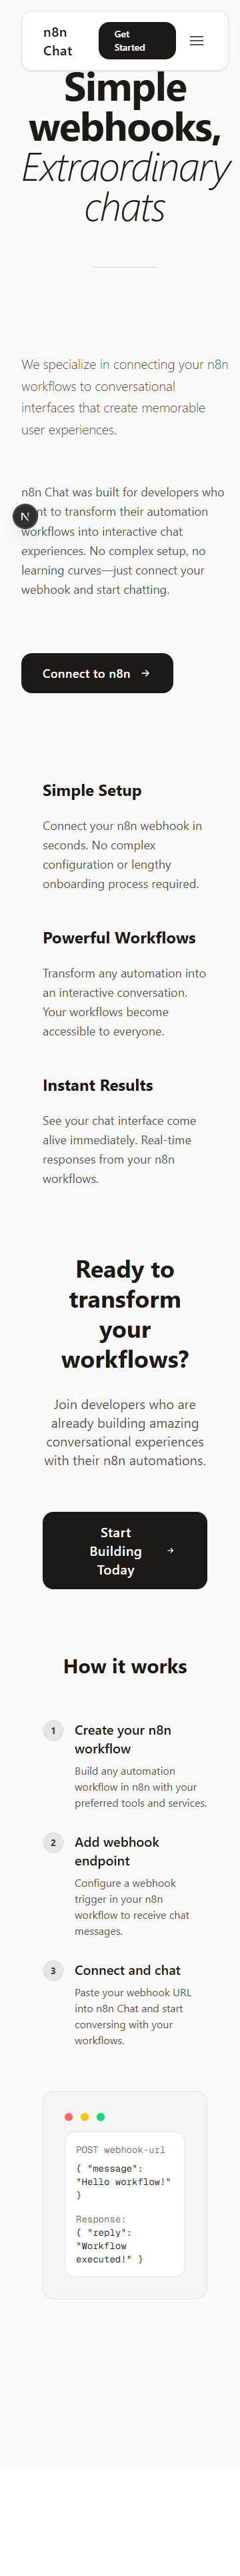 n8n
Chat
Get
Started
Simple
webhooks,
Extraordinary
chats
We specialize in connecting your n8n
workflows to conversational
interfaces that create memorable
user experiences.
n8n Chat was built for developers who
nt to transform their automation
N
workflows into interactive chat
experiences. No complex setup, no
learning curves—just connect your
webhook and start chatting.
Connect to n8n →
Simple Setup
Connect your n8n webhook in
seconds. No complex
configuration or lengthy
onboarding process required.
Powerful Workflows
Transform any automation into
an interactive conversation.
Your workflows become
accessible to everyone.
Instant Results
See your chat interface come
alive immediately. Real-time
responses from your n8n
workflows.
Ready to
transform
your
workflows?
Join developers who are
already building amazing
conversational experiences
with their n8n automations.
Start
Building →
Today
How it works
1 Create your n8n
workflow
Build any automation
workflow in n8n with your
preferred tools and services.
2 Add webhook
endpoint
Configure a webhook
trigger in your n8n
workflow to receive chat
messages.
3 Connect and chat
Paste your webhook URL
into n8n Chat and start
conversing with your
workflows.
POST webhook-url
{ "message":
"Hello workflow!"
}
Response:
{ "reply":
"Workflow
executed!" }